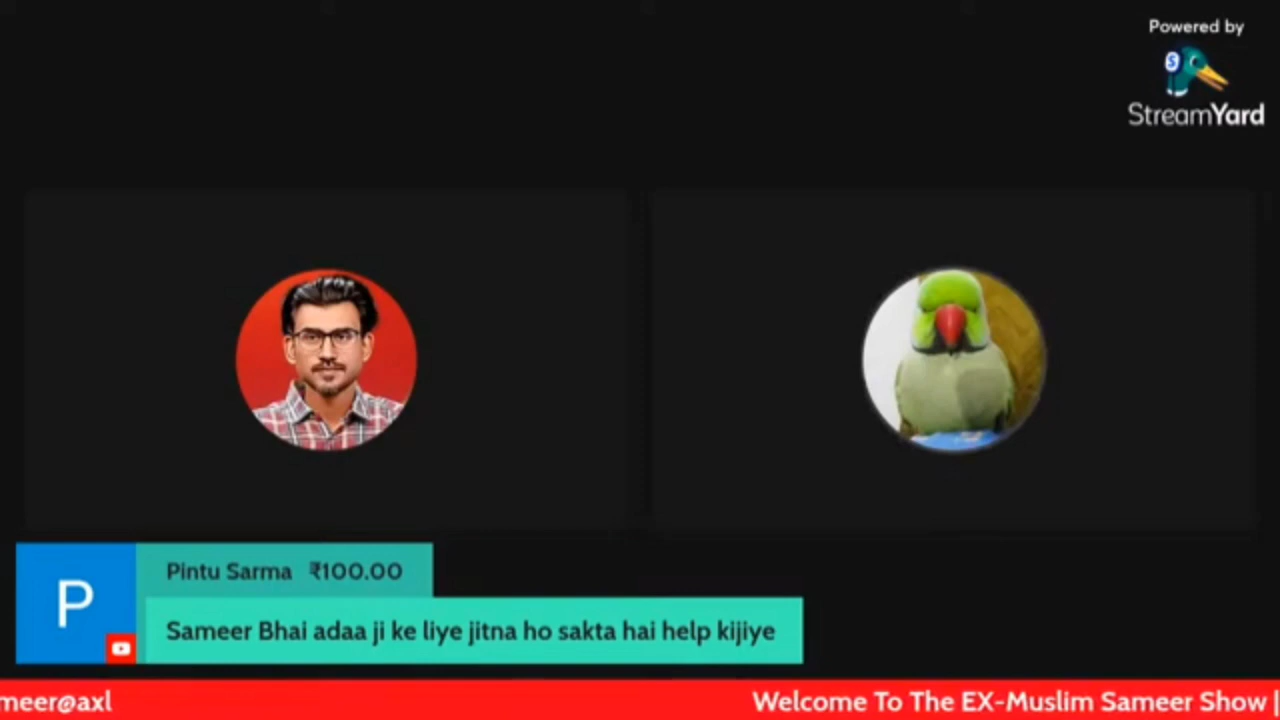 Powered by
StreamYard
P
Pintu Sarma ₹100.00
Sameer Bhai adaa ji ke liye jitna ho sakta hai help kijiye
meer@axl
Welcome To The EX-Muslim Sameer Show |